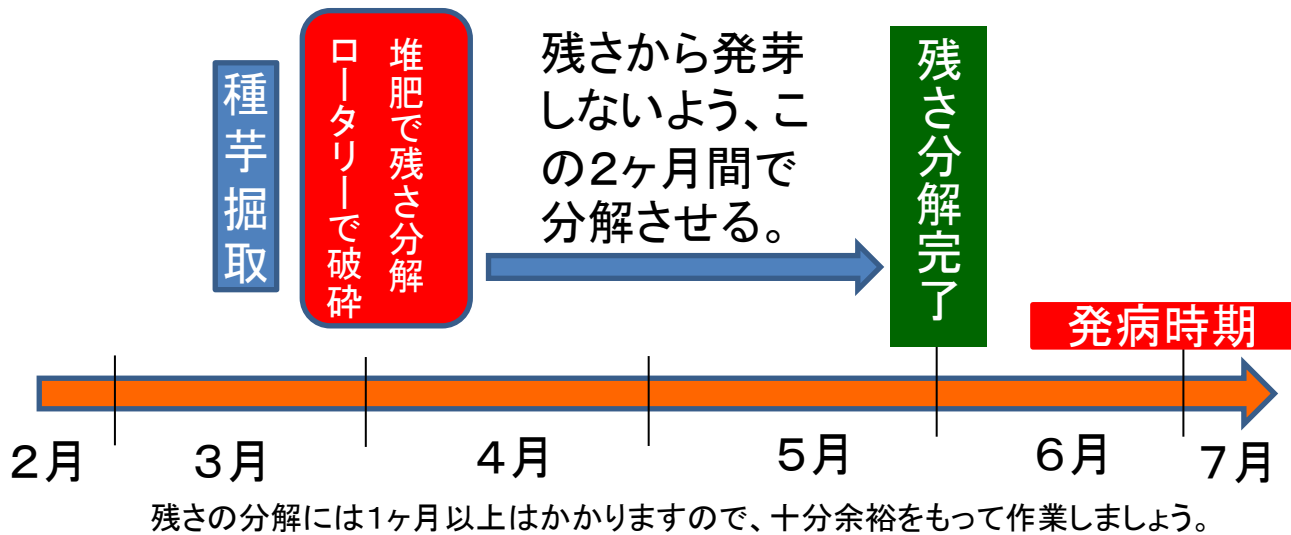 種芋掘取
ロータリーで破砕
堆肥で残さ分解
残さから発芽
しないよう、こ
の2ヶ月間で
分解させる。
残さ分解完了
発病時期
2月
3月
4月
5月
6月
7月
残さの分解には1ヶ月以上はかかりますので、十分余裕をもって作業しましょう。